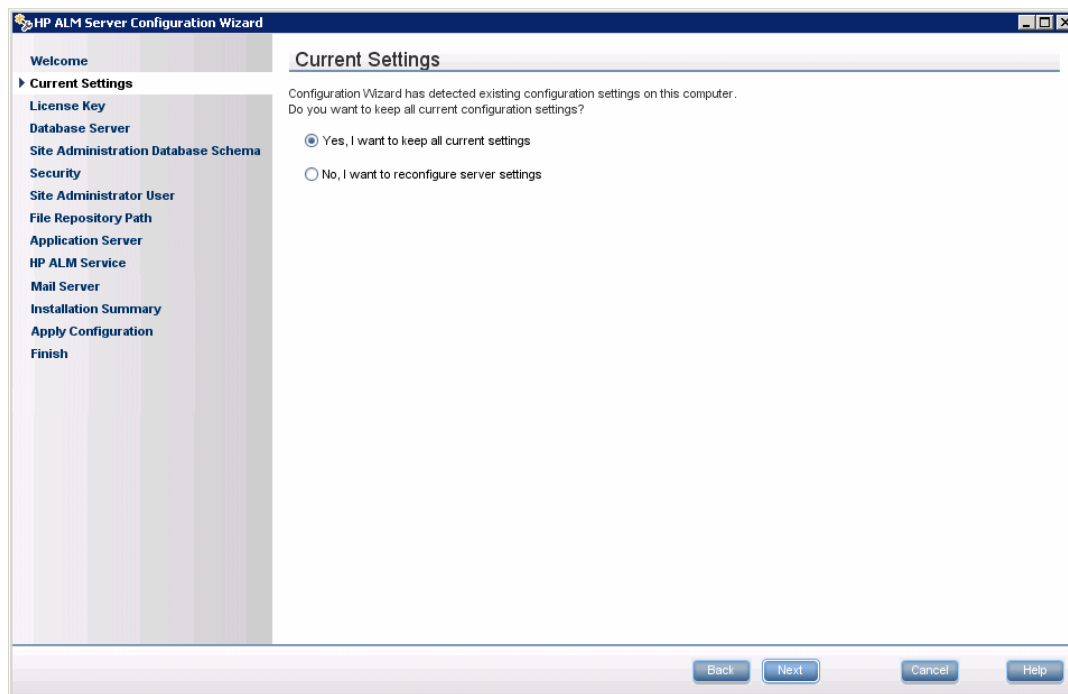 HP ALM Server Configuration Wizard
Welcome
Current Settings
License Key
Database Server
Site Administration Database Schema
Security
Site Administrator User
File Repository Path
Application Server
HP ALM Service
Mail Server
Installation Summary
Apply Configuration
Finish
Current Settings
Configuration Wizard has detected existing configuration settings on this computer.
Do you want to keep all current configuration settings?
Yes, I want to keep all current settings
No, I want to reconfigure server settings
Back
Next
Cancel
Help